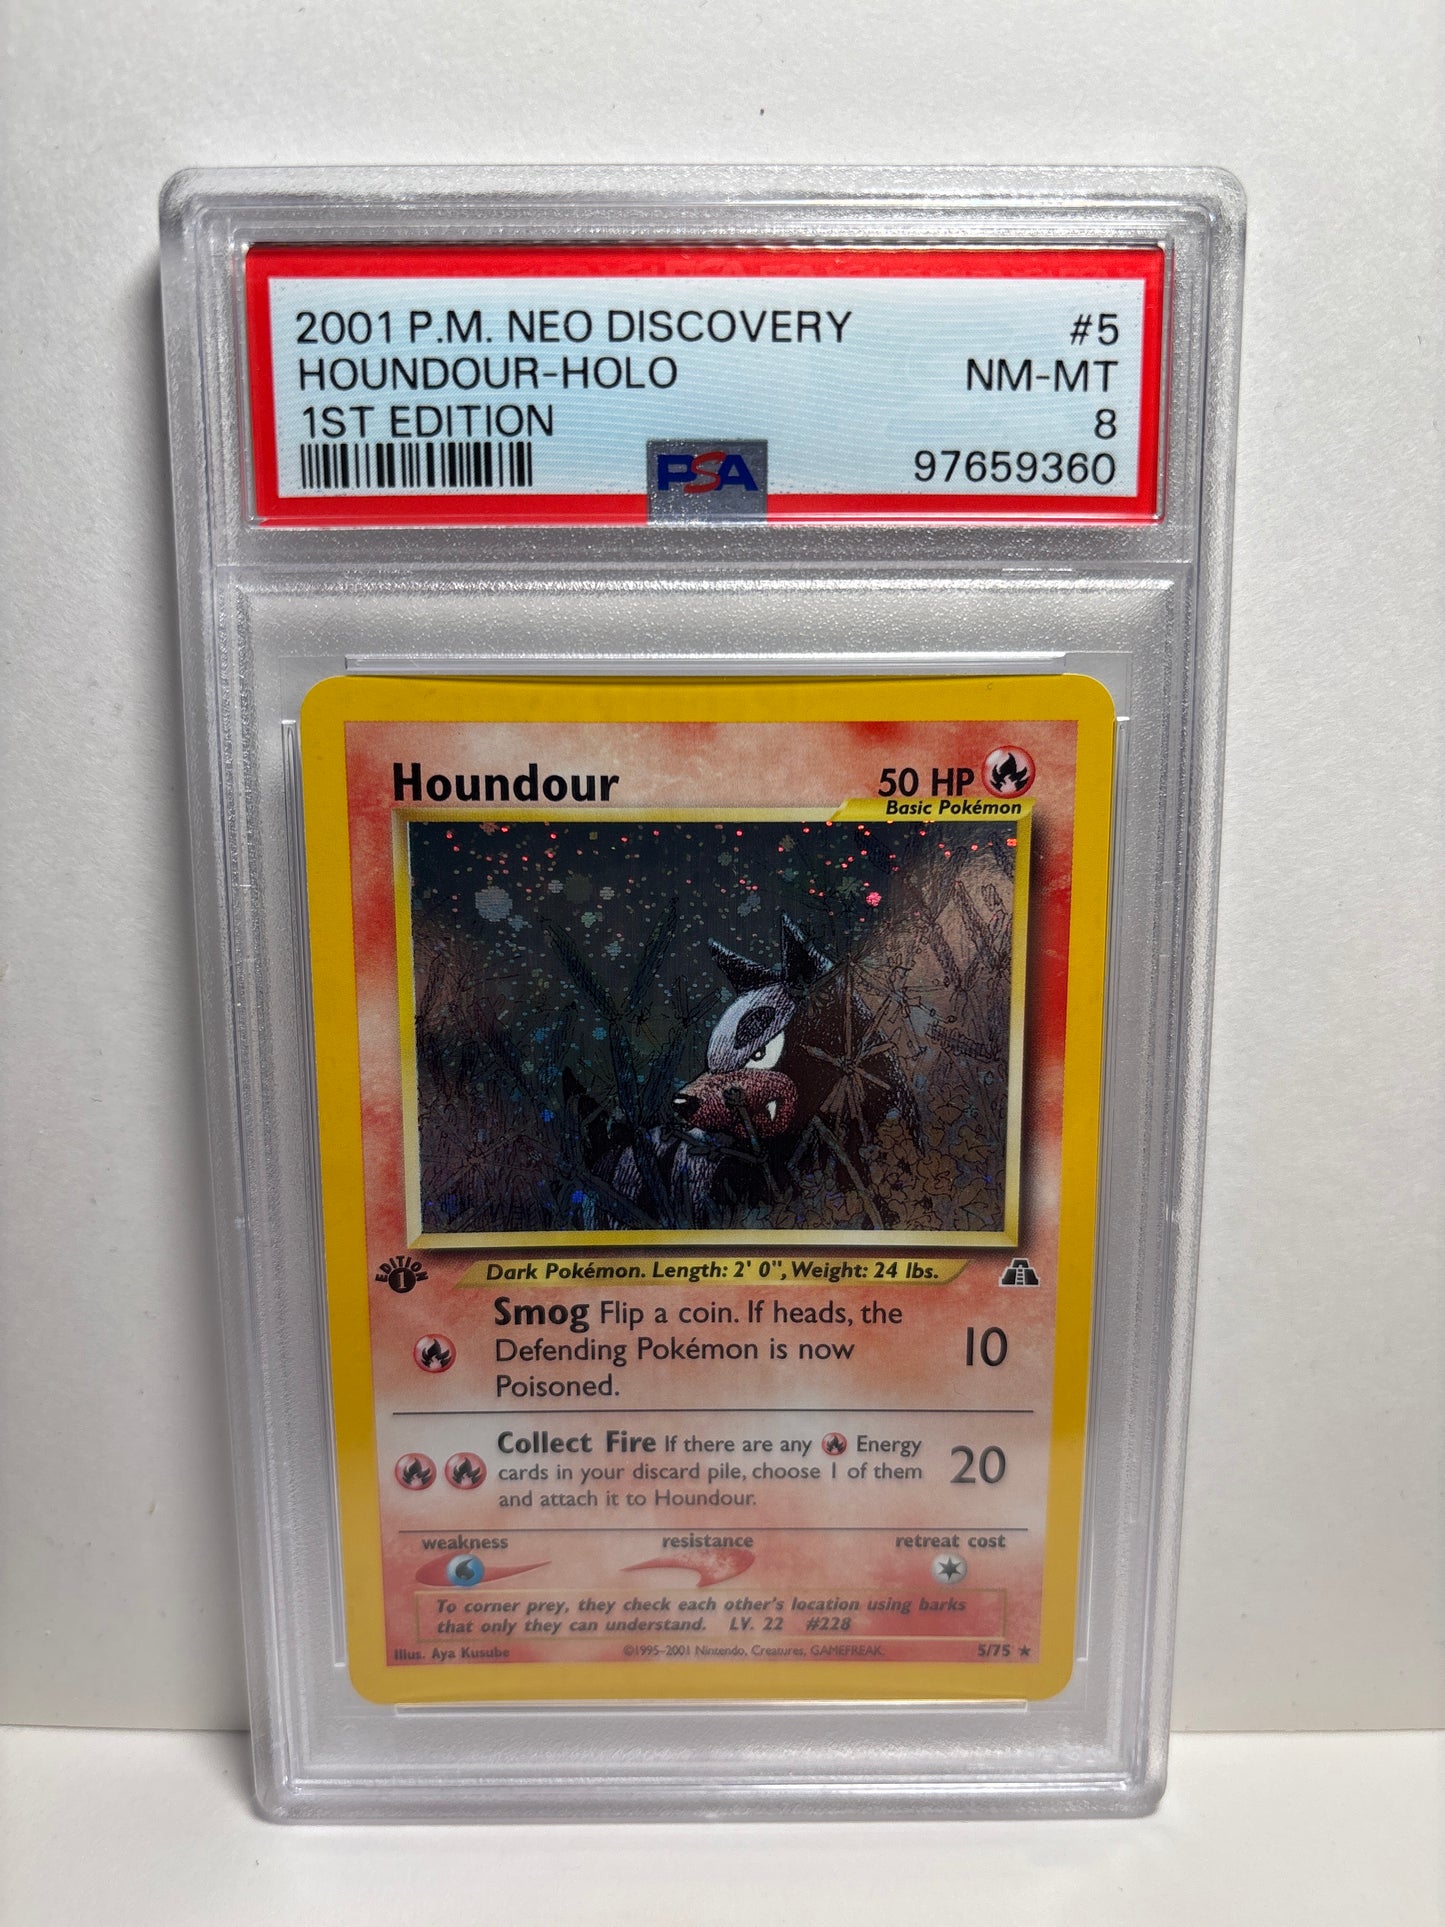 2001 P.M. NEO DISCOVERY #5
HOUNDOUR-HOLO NM-MT
1ST EDITION 8
PSA 97659360
Houndour 50 HP
Basic Pokémon
EDITION
1
Dark Pokémon. Length: 2' 0", Weight: 24 lbs.
Smog Flip a coin. If heads, the
Defending Pokémon is now 10
Poisoned.
Collect Fire If there are any Energy
cards in your discard pile, choose 1 of them 20
and attach it to Houndour.
weakness resistance retreat cost
To corner prey, they check each other's location using barks
that only they can understand. LV. 22 #228
Illus. Aya Kusube ©1995-2001 Nintendo, Creatures, GAMEFREAK. 5/75 ★